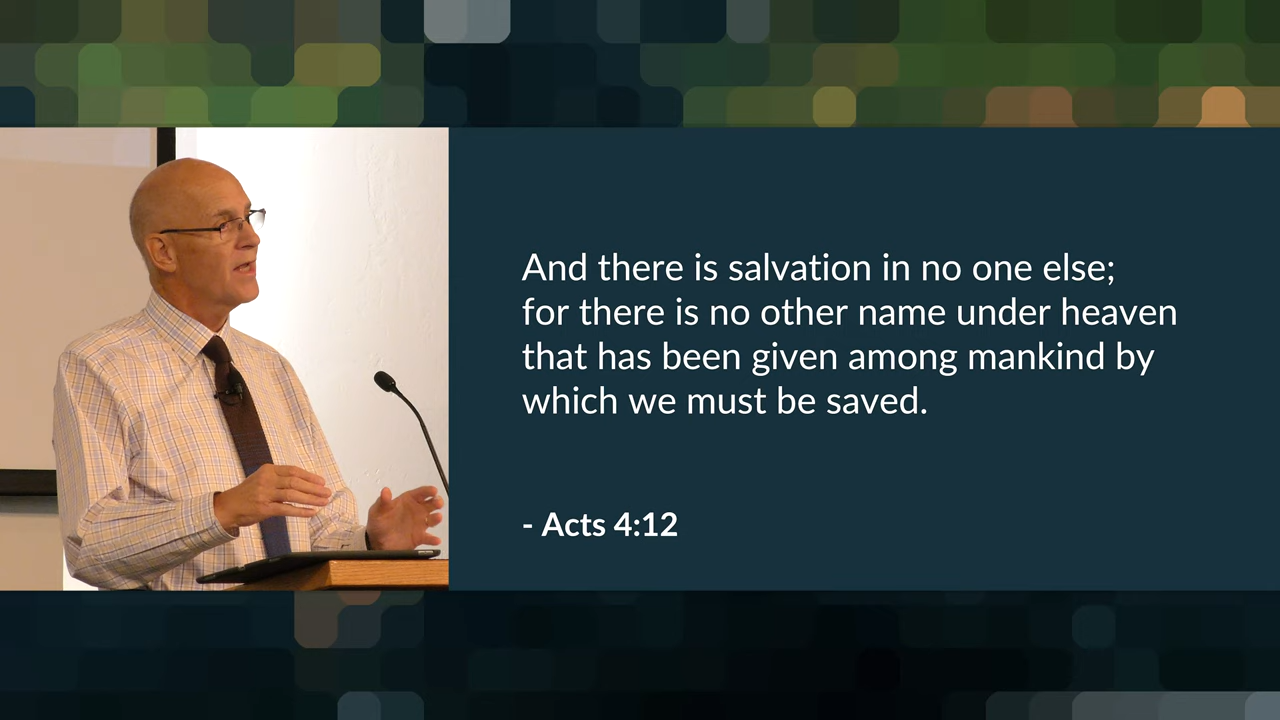 And there is salvation in no one else;
for there is no other name under heaven
that has been given among mankind by
which we must be saved.
- Acts 4:12